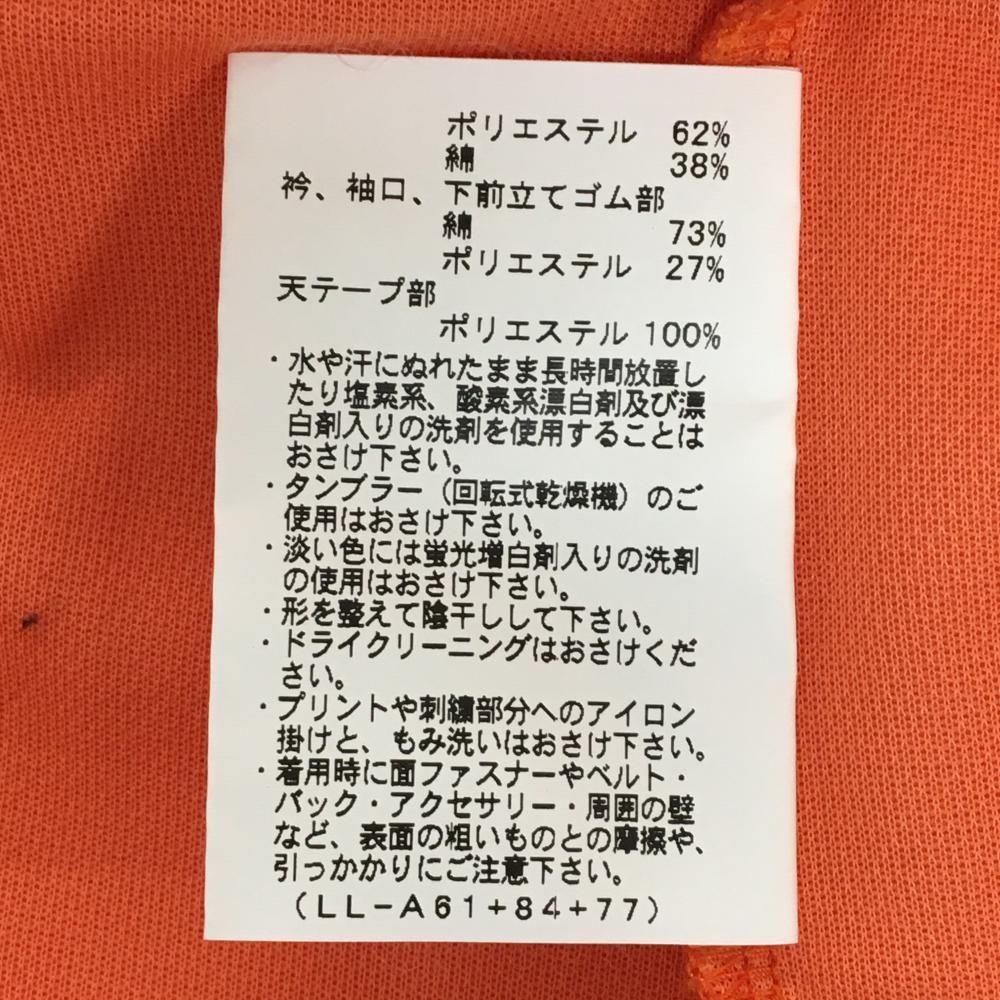 ポリエステル 62%
綿 38%
衿、袖口、下前立てゴム部
綿 73%
ポリエステル 27%
天テープ部
ポリエステル 100%
・水や汗にぬれたまま長時間放置し
たり塩素系、酸素系漂白剤及び漂
白剤入りの洗剤を使用することは
おさけ下さい。
・タンブラー（回転式乾燥機）のご
使用はおさけ下さい。
・淡い色には蛍光増白剤入りの洗剤
の使用はおさけ下さい。
・形を整えて陰干しして下さい。
・ドライクリーニングはおさけくだ
さい。
・プリントや刺繍部分へのアイロン
掛けと、もみ洗いはおさけ下さい。
・着用時に面ファスナーやベルト・
バック・アクセサリー・周囲の壁
など、表面の粗いものとの摩擦や、
引っかかりにご注意下さい。
（LL－A61＋84＋77）